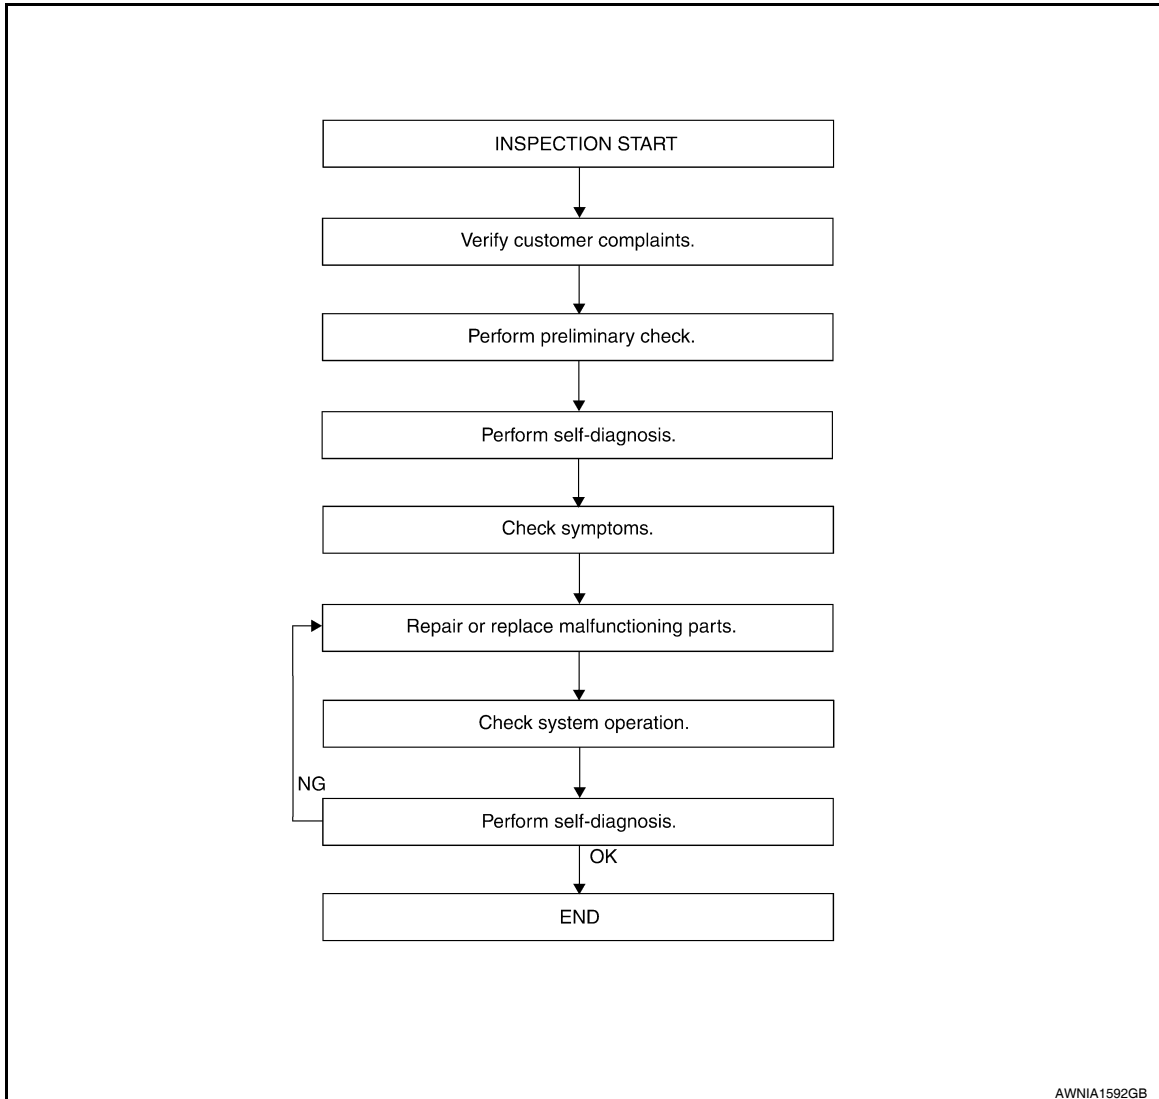 INSPECTION START
Verify customer complaints.
Perform preliminary check.
Perform self-diagnosis.
Check symptoms.
Repair or replace malfunctioning parts.
Check system operation.
NG
Perform self-diagnosis.
OK
END
AWNIA1592GB